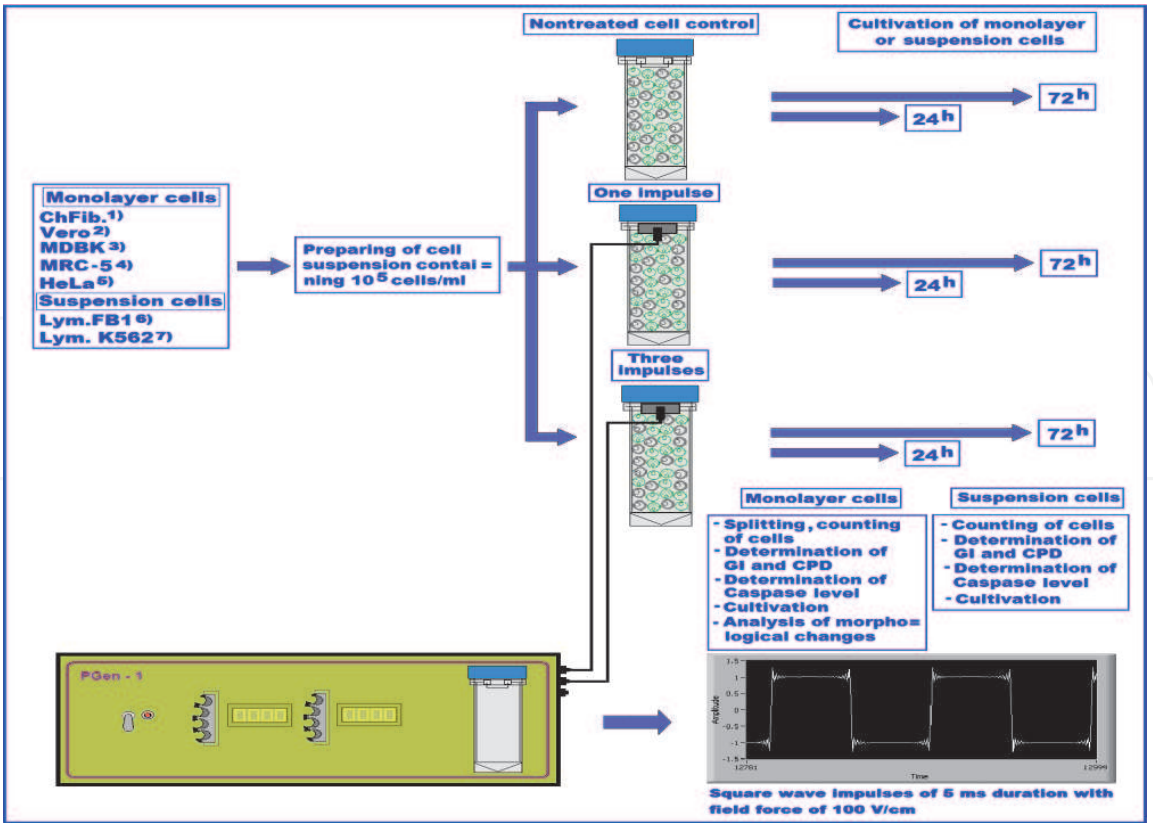 Nontreated cell control
Cultivation of monolayer
or suspension cells
72h
24h
Monolayer cells
ChFib.1)
Vero2)
MDBK3)
MRC-54)
HeLa5)
Suspension cells
Lym.FB16)
Lym. K5627)
Preparing of cell
suspension contai=
ning 105cells/ml
One impulse
72h
24h
Three
impulses
72h
24h
Monolayer cells
- Splitting, counting
of cells
- Determination of
GI and CPD
- Determination of
Caspase level
- Cultivation
- Analysis of morpho=
logical changes
Suspension cells
- Counting of cells
- Determination of
GI and CPD
- Determination of
Caspase level
- Cultivation
PGen - 1
Amplitude
1.5
1
0.5
0
-0.5
-1
-1.5
12781
12999
Time
Square wave impulses of 5 ms duration with
field force of 100 V/cm